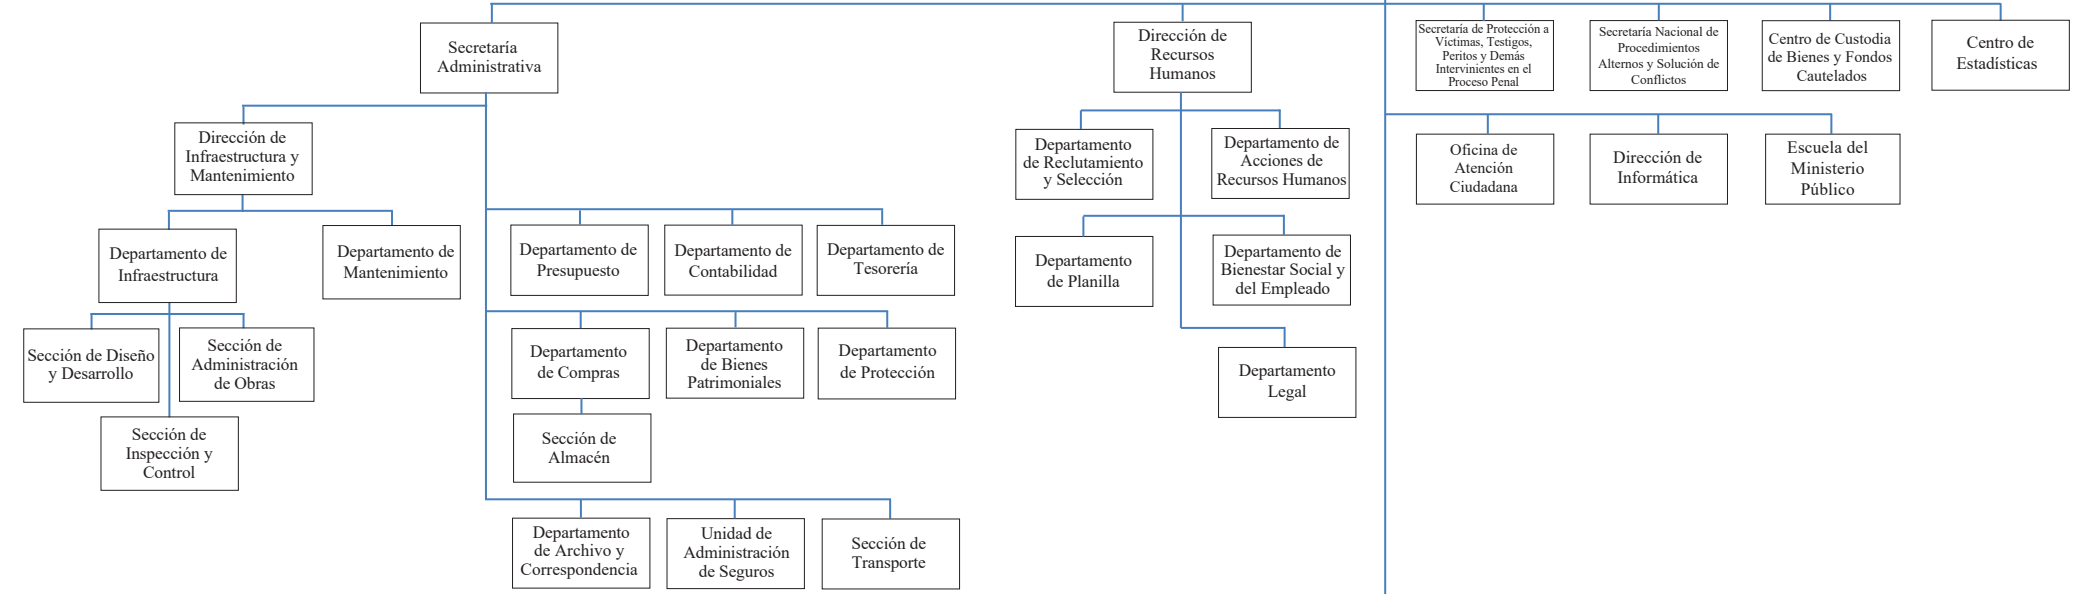 Secretaría
Administrativa
Dirección de
Recursos
Humanos
Secretaría de Protección a
Víctimas, Testigos,
Peritos y Demás
Intervinientes en el
Proceso Penal
Secretaría Nacional de
Procedimientos
Alternos y Solución de
Conflictos
Centro de Custodia
de Bienes y Fondos
Cautelados
Centro de
Estadísticas
Dirección de
Infraestructura y
Mantenimiento
Departamento
de Reclutamiento
y Selección
Departamento de
Acciones de
Recursos Humanos
Oficina de
Atención
Ciudadana
Dirección de
Informática
Escuela del
Ministerio
Público
Departamento de
Infraestructura
Departamento de
Mantenimiento
Departamento de
Presupuesto
Departamento de
Contabilidad
Departamento de
Tesorería
Departamento
de Planilla
Departamento de
Bienestar Social y
del Empleado
Sección de Diseño
y Desarrollo
Sección de
Administración
de Obras
Departamento
de Compras
Departamento
de Bienes
Patrimoniales
Departamento
de Protección
Departamento
Legal
Sección de
Inspección y
Control
Sección de
Almacén
Departamento
de Archivo y
Correspondencia
Unidad de
Administración
de Seguros
Sección de
Transporte